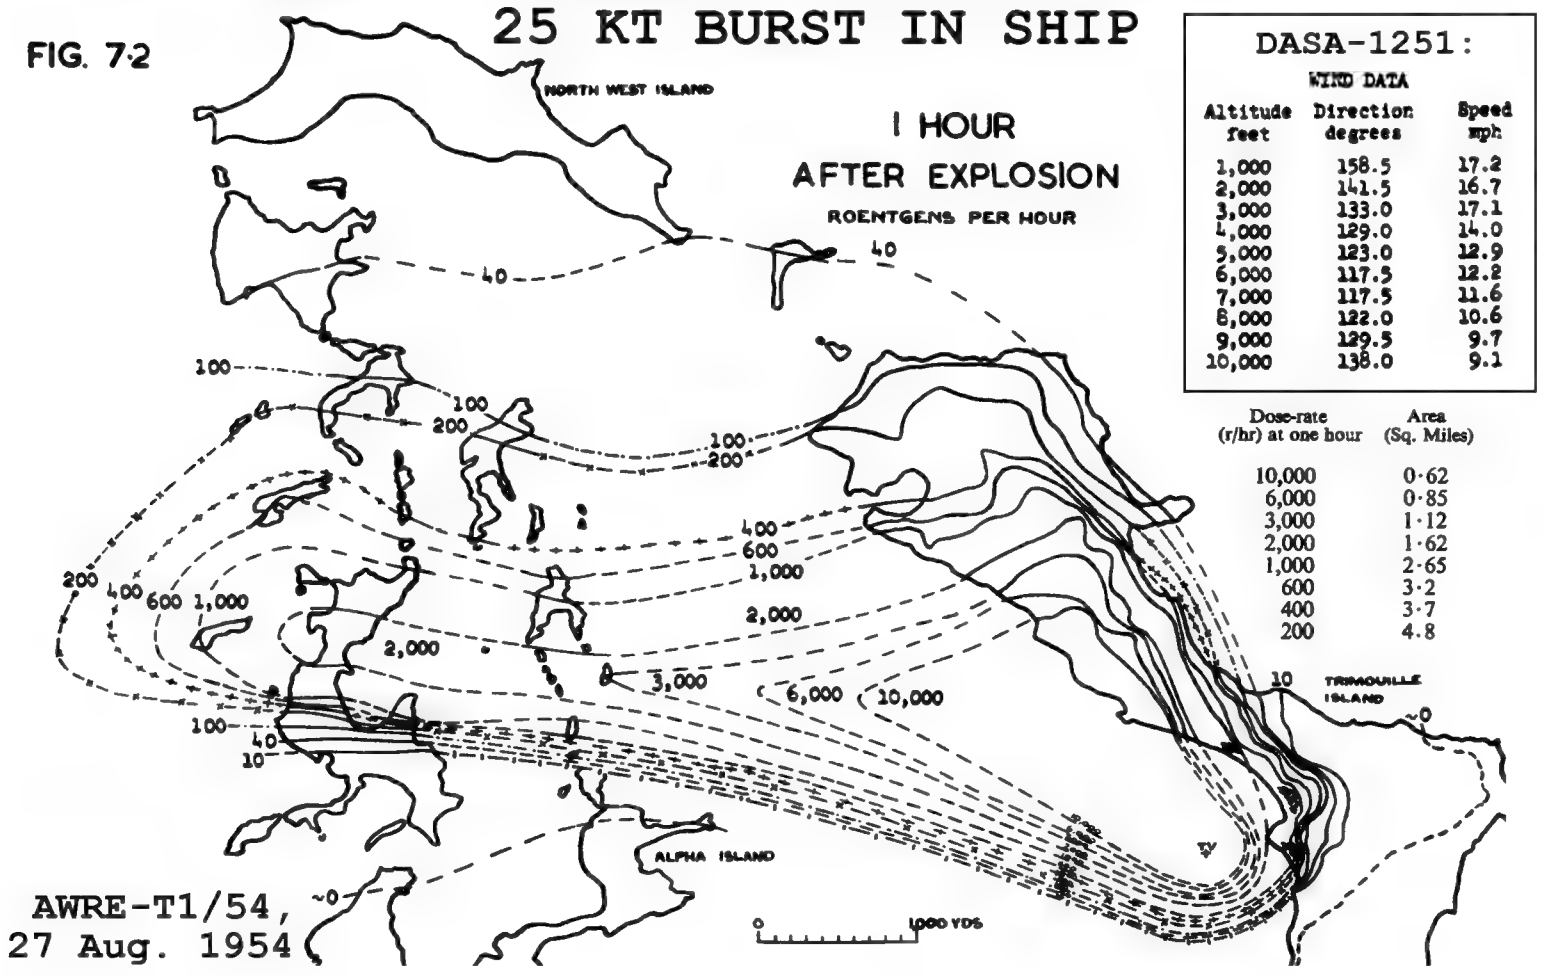 25 KT BURST IN SHIP
FIG. 7·2
NORTH WEST ISLAND
1 HOUR
AFTER EXPLOSION
ROENTGENS PER HOUR
DASA-1251:
WIND DATA
Altitude Direction Speed
feet degrees mph
1,000 158.5 17.2
2,000 141.5 16.7
3,000 133.0 17.1
4,000 129.0 14.0
5,000 123.0 12.9
6,000 117.5 12.2
7,000 117.5 11.6
8,000 122.0 10.6
9,000 129.5 9.7
10,000 138.0 9.1
Dose-rate Area
(r/hr) at one hour (Sq. Miles)
10,000 0·62
6,000 0·85
3,000 1·12
2,000 1·62
1,000 2·65
600 3·2
400 3·7
200 4.8
40
40
100
100
200
100
200
400
600
1,000
200
400
600
1,000
2,000
2,000
3,000
6,000
10,000
10
TRIMOUILLE
ISLAND
~0
100
40
10
ALPHA ISLAND
~0
0
1,000 YDS
AWRE-T1/54,
27 Aug. 1954